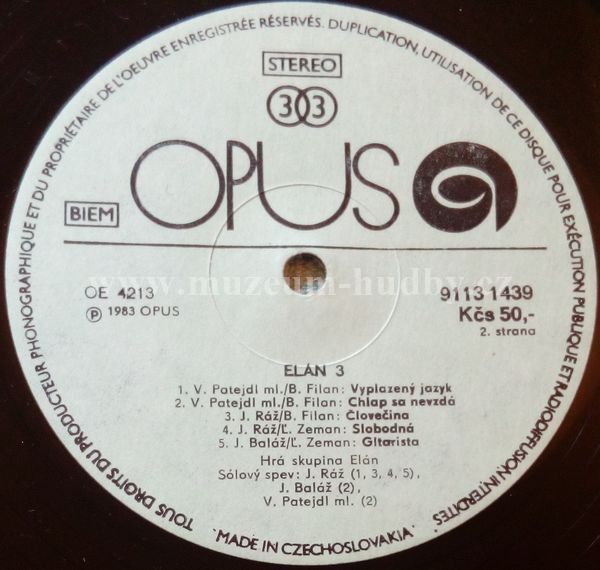 TOUS DROITS DU PRODUCTEUR PHONOGRAPHIQUE ET DU PROPRIÉTAIRE DE L'OEUVRE ENREGISTRÉE RÉSERVÉS. DUPLICATION, UTILISATION DE CE DISQUE POUR EXÉCUTION PUBLIQUE ET RADIODIFFUSION INTERDITES
STEREO
33
OPUS
BIEM
www.muzeum-hudby.cz
OE 4213
91131439
Ⓟ 1983 OPUS
Kčs 50,-
2. strana
ELÁN 3
1. V. Patejdl ml./B. Filan: Vyplazený jazyk
2. V. Patejdl ml./B. Filan: Chlap sa nevzdá
3. J. Ráž/B. Filan: Človečina
4. J. Ráž/Ľ. Zeman: Slobodná
5. J. Baláž/Ľ. Zeman: Gitarista
Hrá skupina Elán
Sólový spev: J. Ráž (1, 3, 4, 5),
J. Baláž (2),
V. Patejdl ml. (2)
MADE IN CZECHOSLOVAKIA